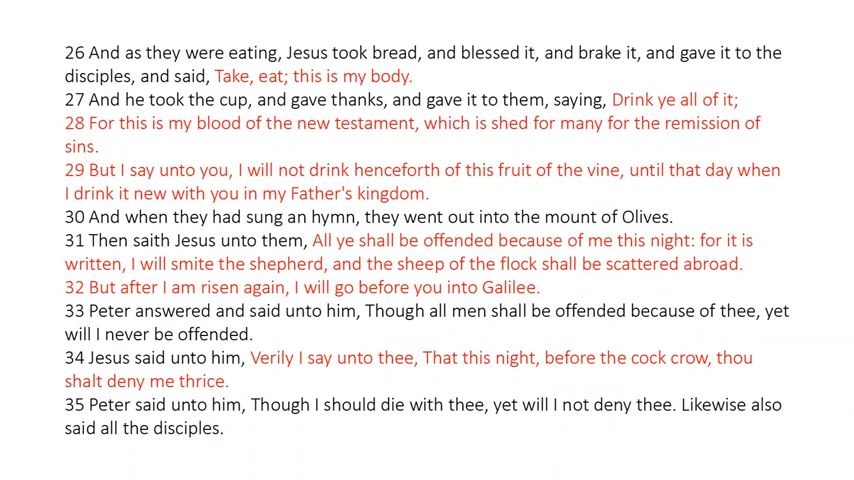 26 And as they were eating, Jesus took bread, and blessed it, and brake it, and gave it to the
disciples, and said, Take, eat; this is my body.
27 And he took the cup, and gave thanks, and gave it to them, saying, Drink ye all of it;
28 For this is my blood of the new testament, which is shed for many for the remission of
sins.
29 But I say unto you, I will not drink henceforth of this fruit of the vine, until that day when
I drink it new with you in my Father's kingdom.
30 And when they had sung an hymn, they went out into the mount of Olives.
31 Then saith Jesus unto them, All ye shall be offended because of me this night: for it is
written, I will smite the shepherd, and the sheep of the flock shall be scattered abroad.
32 But after I am risen again, I will go before you into Galilee.
33 Peter answered and said unto him, Though all men shall be offended because of thee, yet
will I never be offended.
34 Jesus said unto him, Verily I say unto thee, That this night, before the cock crow, thou
shalt deny me thrice.
35 Peter said unto him, Though I should die with thee, yet will I not deny thee. Likewise also
said all the disciples.